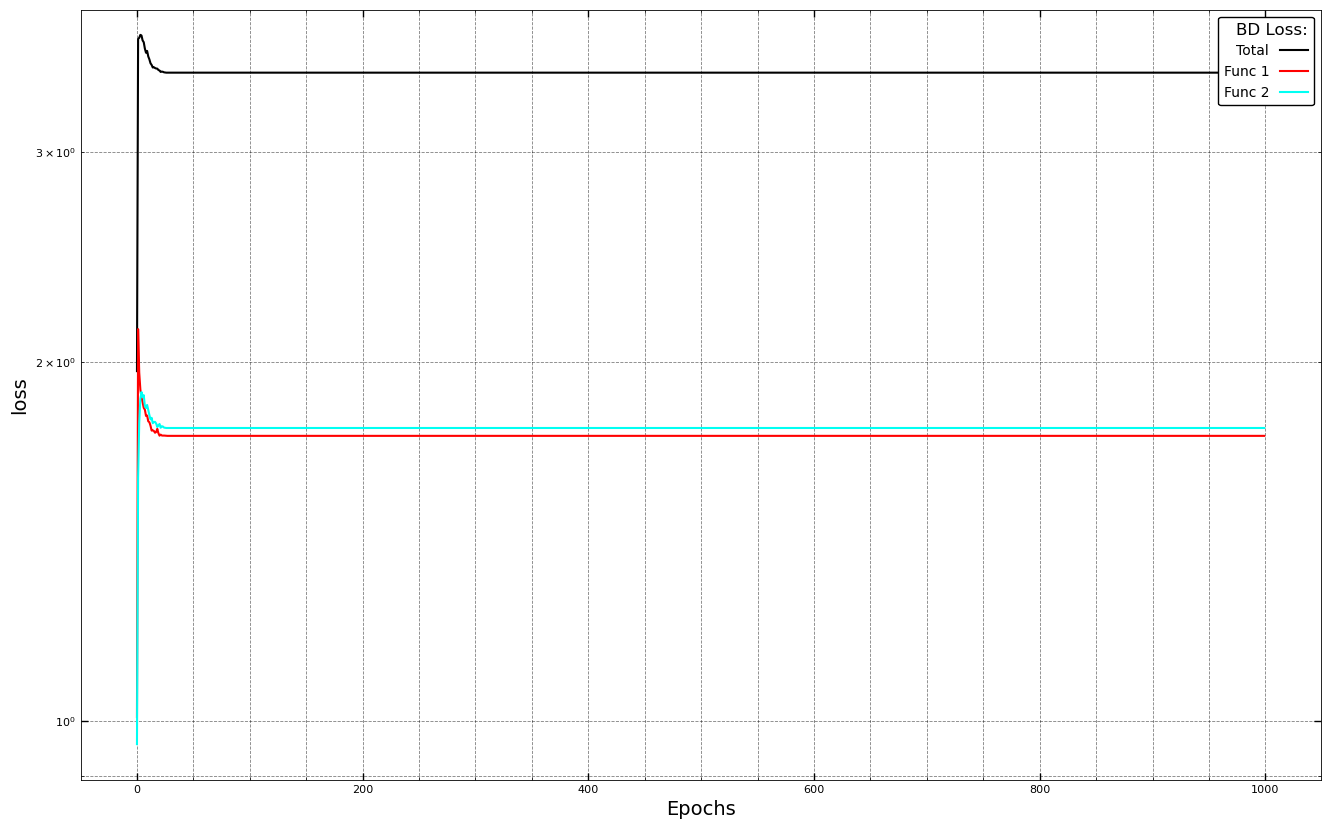 BD Loss:
Total
Func 1
Func 2
3 × 10⁰
2 × 10⁰
10⁰
loss
0 200 400 600 800 1000
Epochs